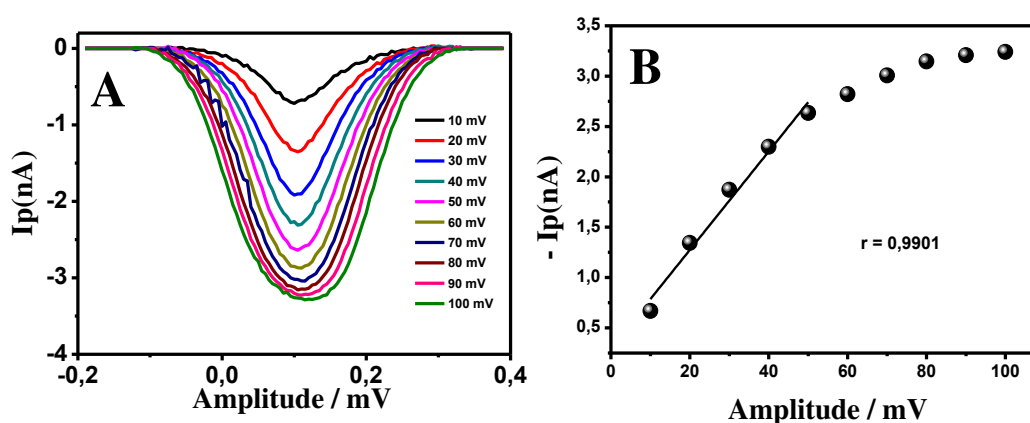 A
Ip(nA)
0
-1
-2
-3
-4
-0,2
0,0
0,2
0,4
Amplitude / mV
10 mV
20 mV
30 mV
40 mV
50 mV
60 mV
70 mV
80 mV
90 mV
100 mV
B
- Ip(nA)
3,5
3,0
2,5
2,0
1,5
1,0
0,5
r = 0,9901
0
20
40
60
80
100
Amplitude / mV